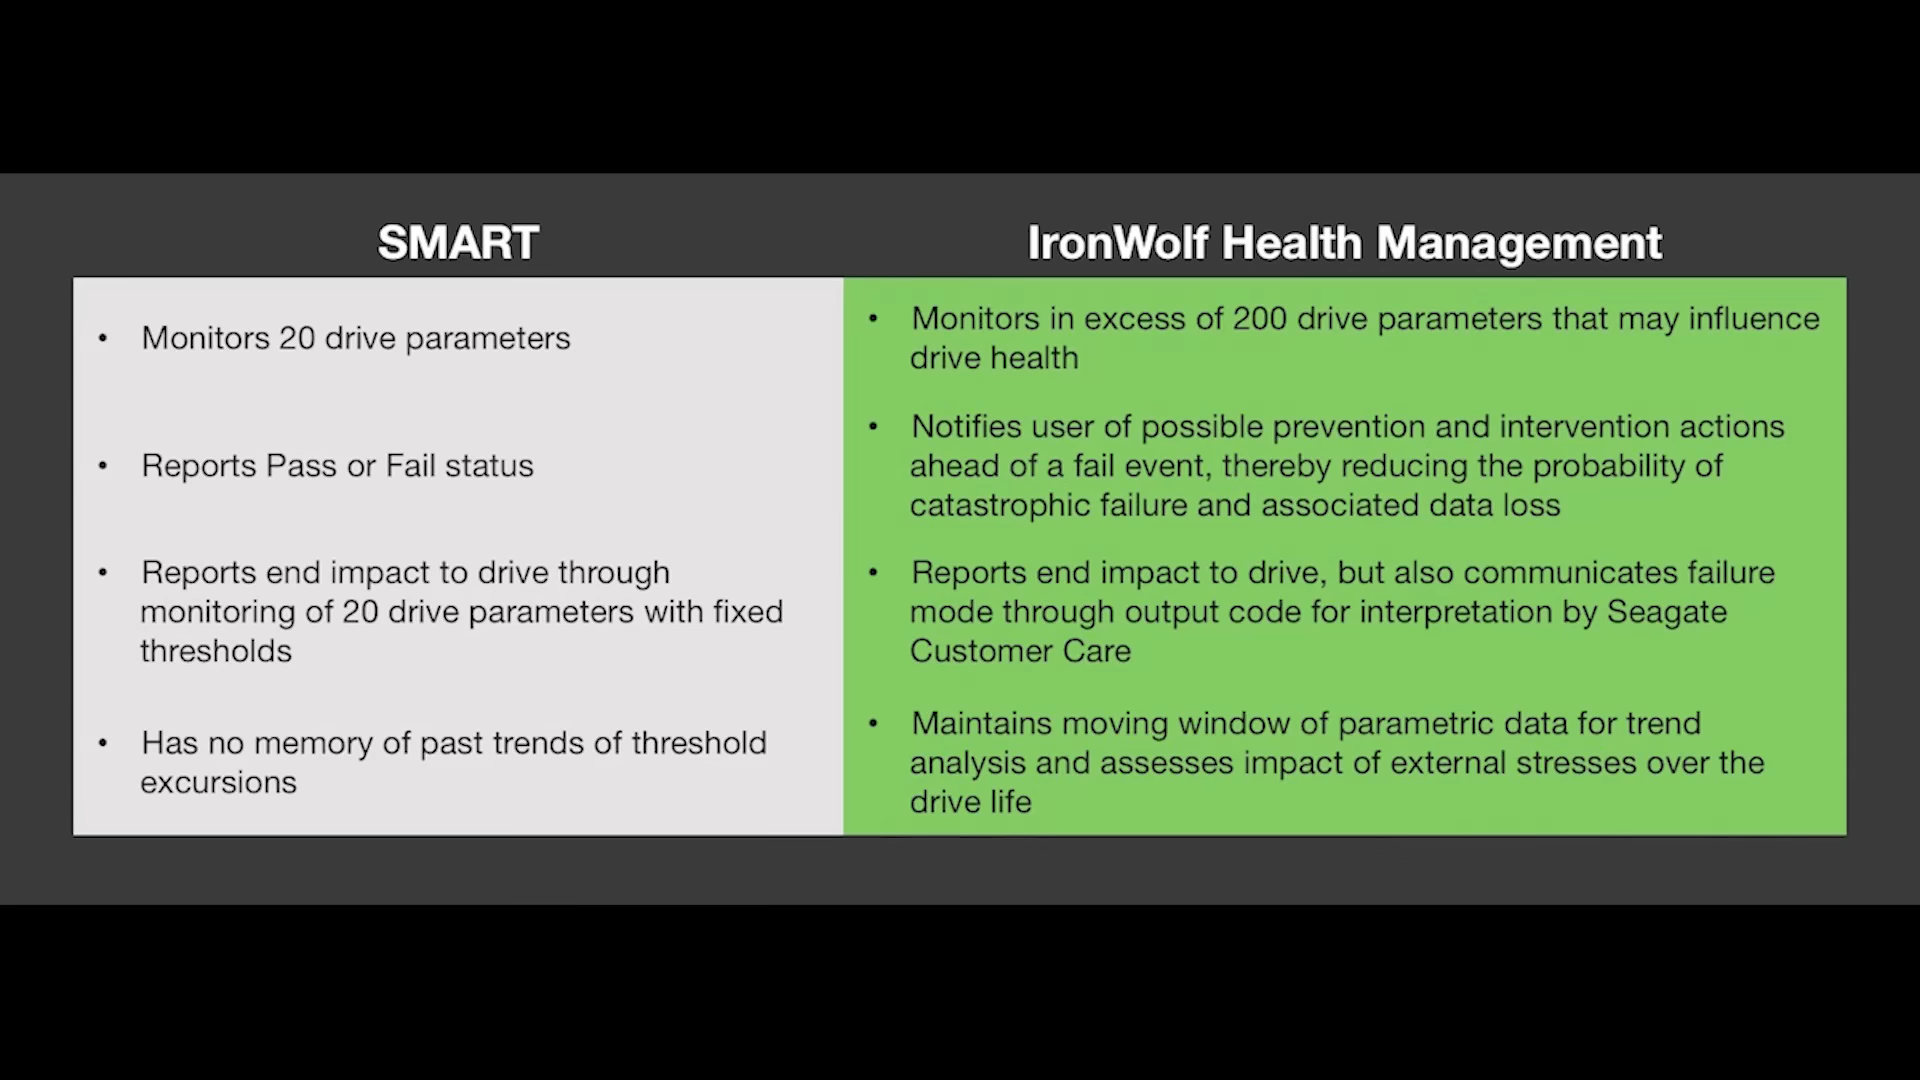 SMART
IronWolf Health Management
• Monitors 20 drive parameters
• Monitors in excess of 200 drive parameters that may influence
drive health
• Reports Pass or Fail status
• Notifies user of possible prevention and intervention actions
ahead of a fail event, thereby reducing the probability of
catastrophic failure and associated data loss
• Reports end impact to drive through
monitoring of 20 drive parameters with fixed
thresholds
• Reports end impact to drive, but also communicates failure
mode through output code for interpretation by Seagate
Customer Care
• Has no memory of past trends of threshold
excursions
• Maintains moving window of parametric data for trend
analysis and assesses impact of external stresses over the
drive life